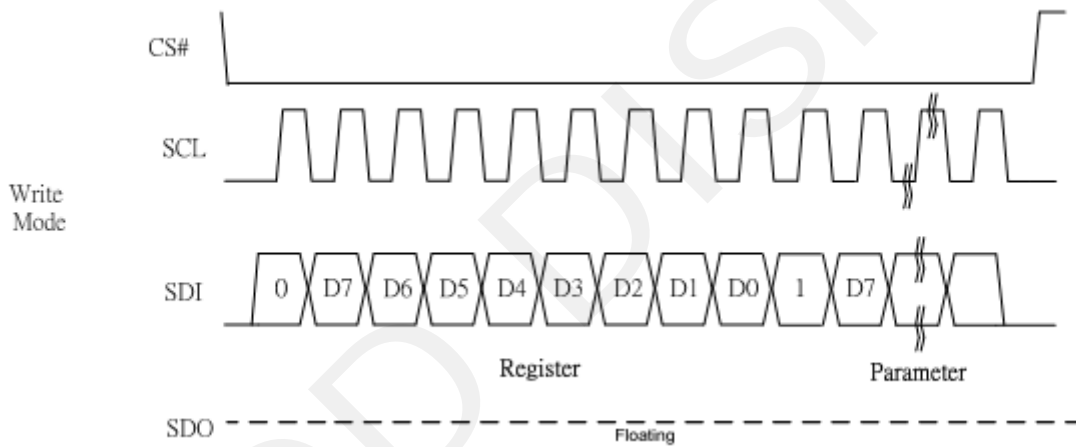 CS#
SCL
Write
Mode
SDI 0 D7 D6 D5 D4 D3 D2 D1 D0 1 D7
Register Parameter
SDO Floating